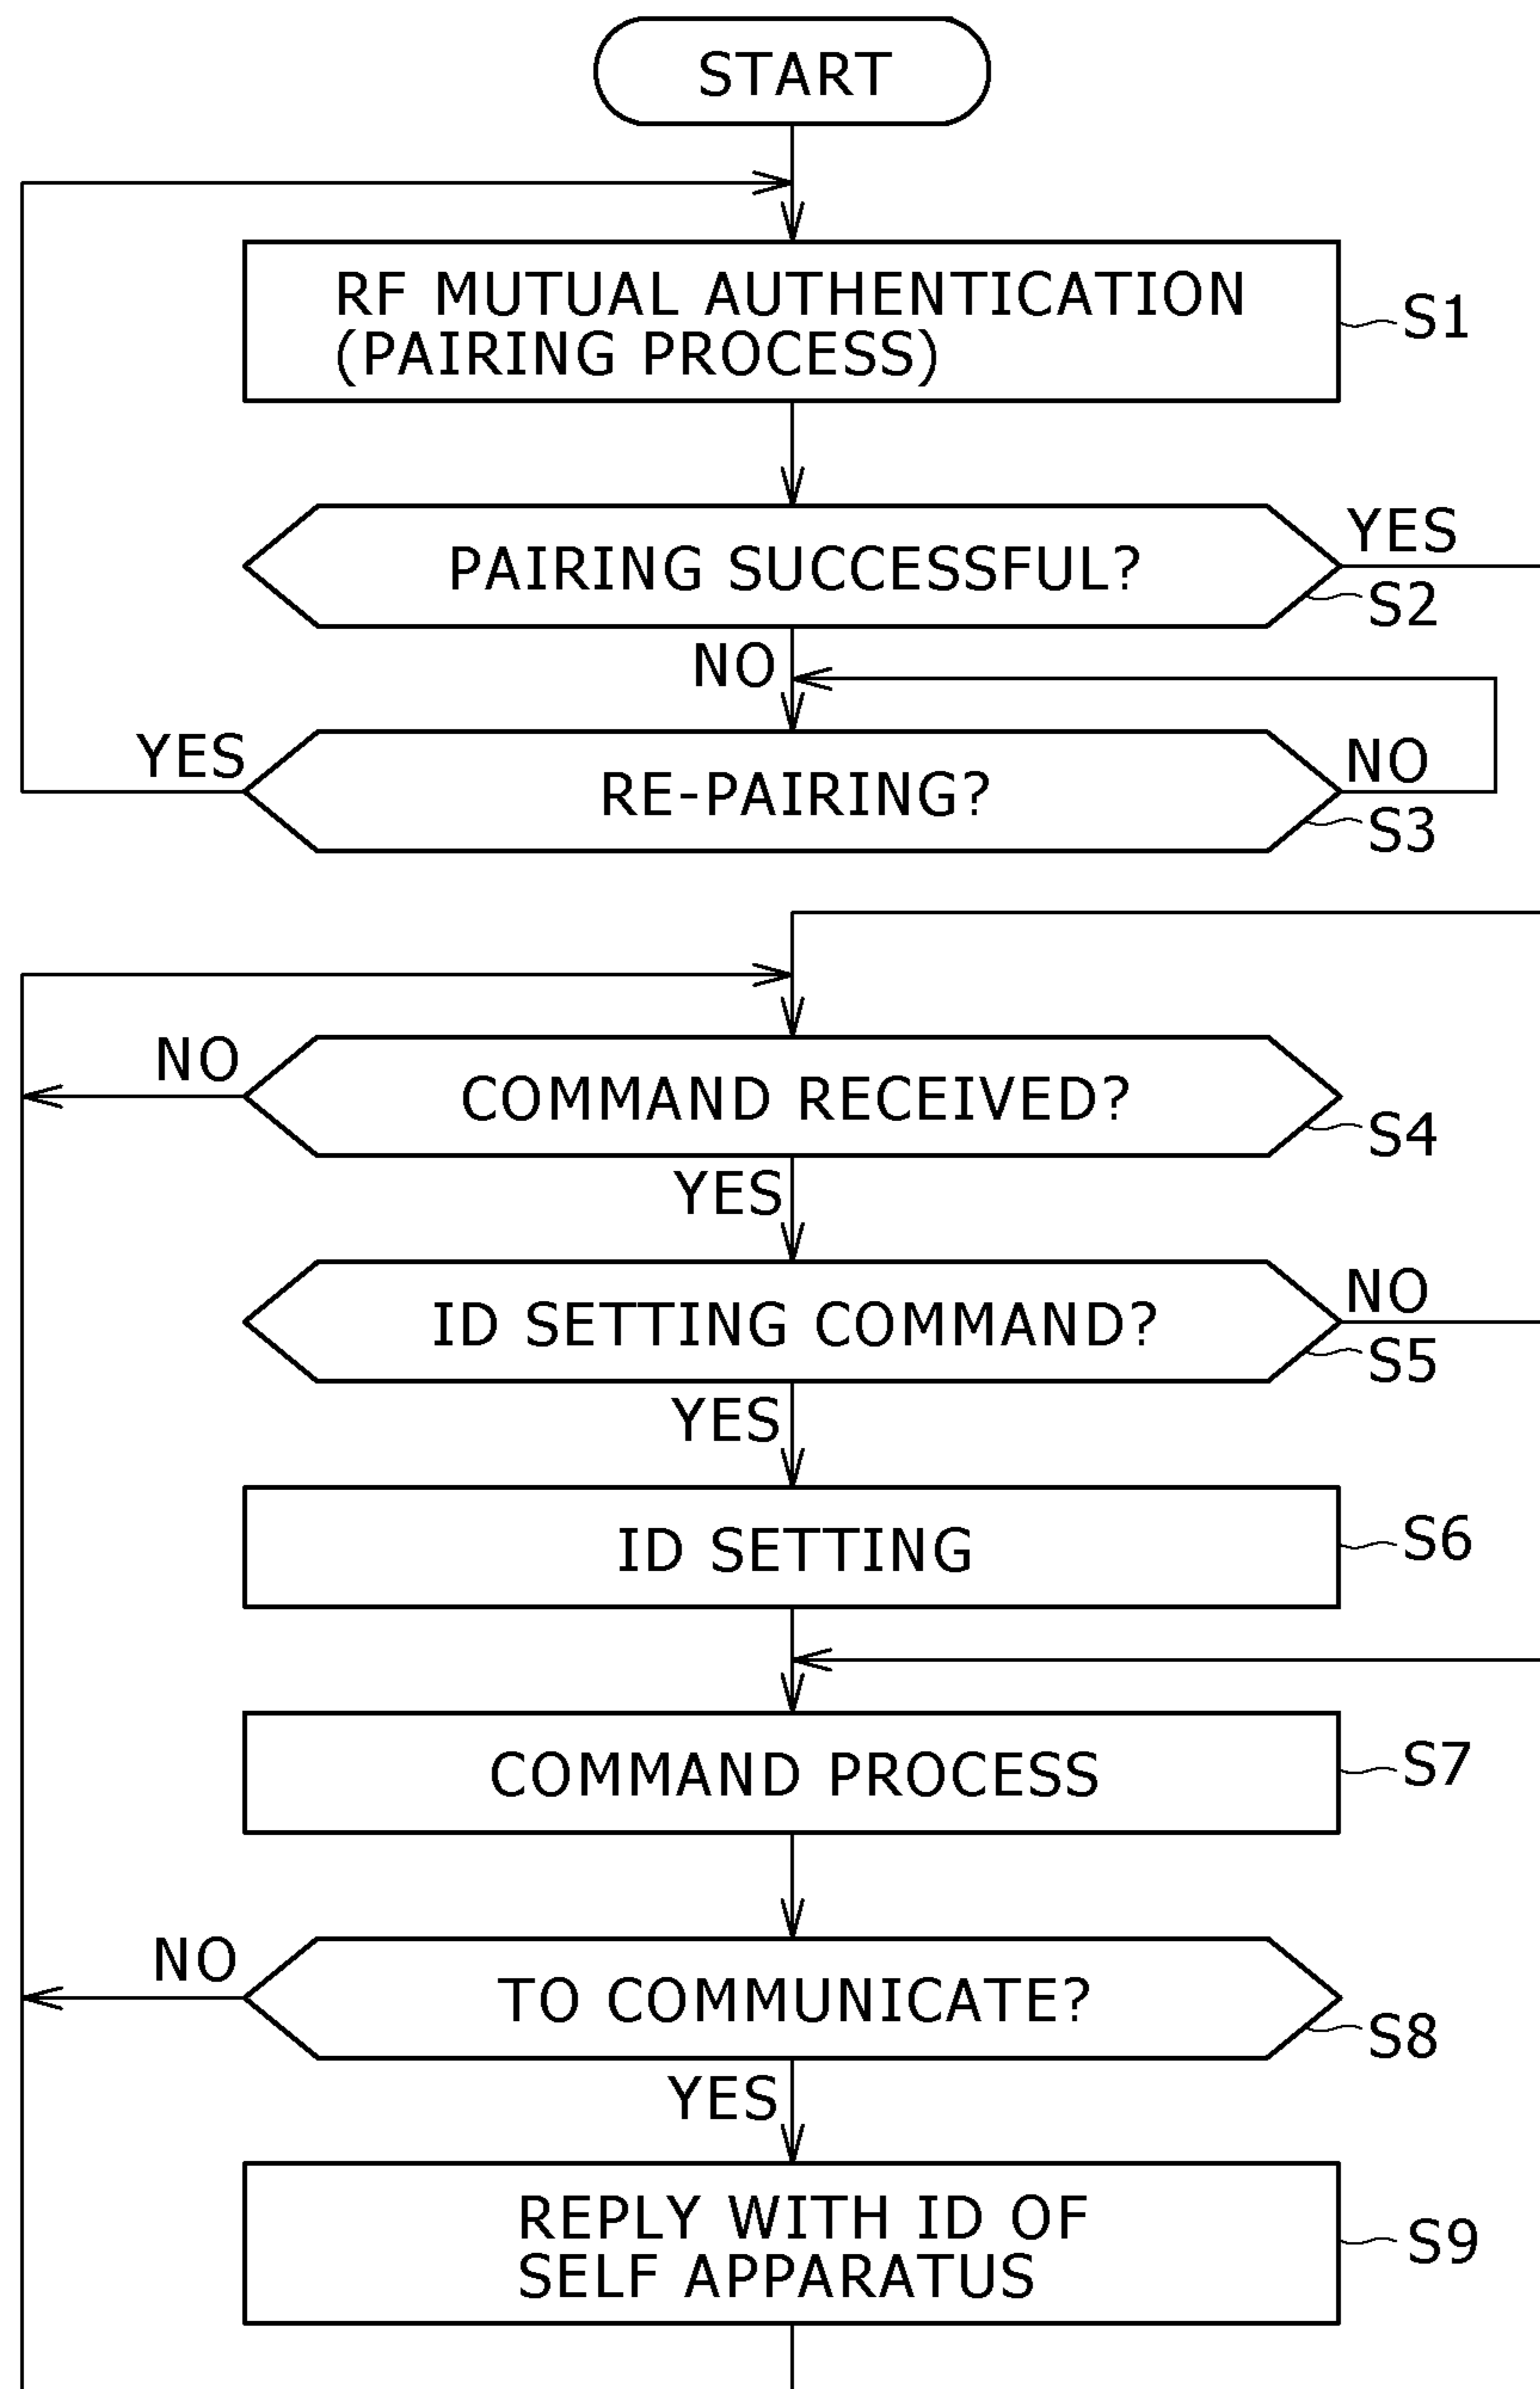 START
RF MUTUAL AUTHENTICATION
(PAIRING PROCESS)
S1
PAIRING SUCCESSFUL?
YES
S2
NO
RE-PAIRING?
YES
NO
S3
COMMAND RECEIVED?
NO
S4
YES
ID SETTING COMMAND?
NO
S5
YES
ID SETTING
S6
COMMAND PROCESS
S7
TO COMMUNICATE?
NO
S8
YES
REPLY WITH ID OF
SELF APPARATUS
S9